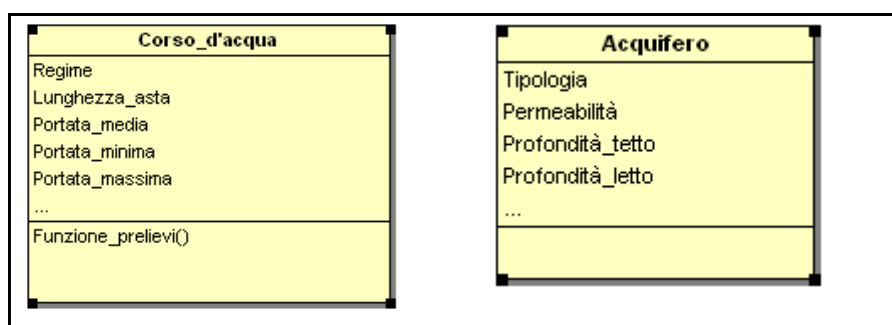 Corso_d'acqua
Regime
Lunghezza_asta
Portata_media
Portata_minima
Portata_massima
...
Funzione_prelievi()
Acquifero
Tipologia
Permeabilità
Profondità_tetto
Profondità_letto
...